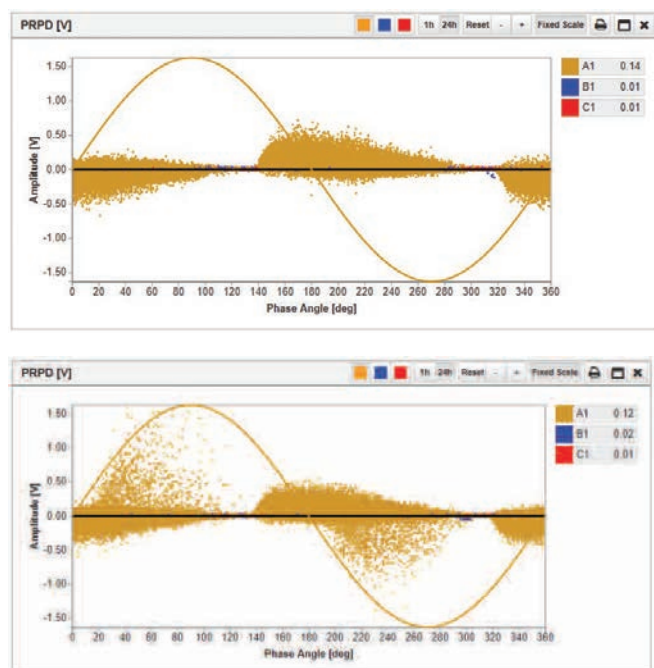 PRPD [V] 1h 24h Reset - + Fixed Scale
1.50
1.00
0.50
0.00
-0.50
-1.00
-1.50
Amplitude [V]
0 20 40 60 80 100 120 140 160 180 200 220 240 260 280 300 320 340 360
Phase Angle [deg]
A1 0.14
B1 0.01
C1 0.01
PRPD [V] 1h 24h Reset - + Fixed Scale
1.50
1.00
0.50
0.00
-0.50
-1.00
-1.50
Amplitude [V]
0 20 40 60 80 100 120 140 160 180 200 220 240 260 280 300 320 340 360
Phase Angle [deg]
A1 0.12
B1 0.02
C1 0.01